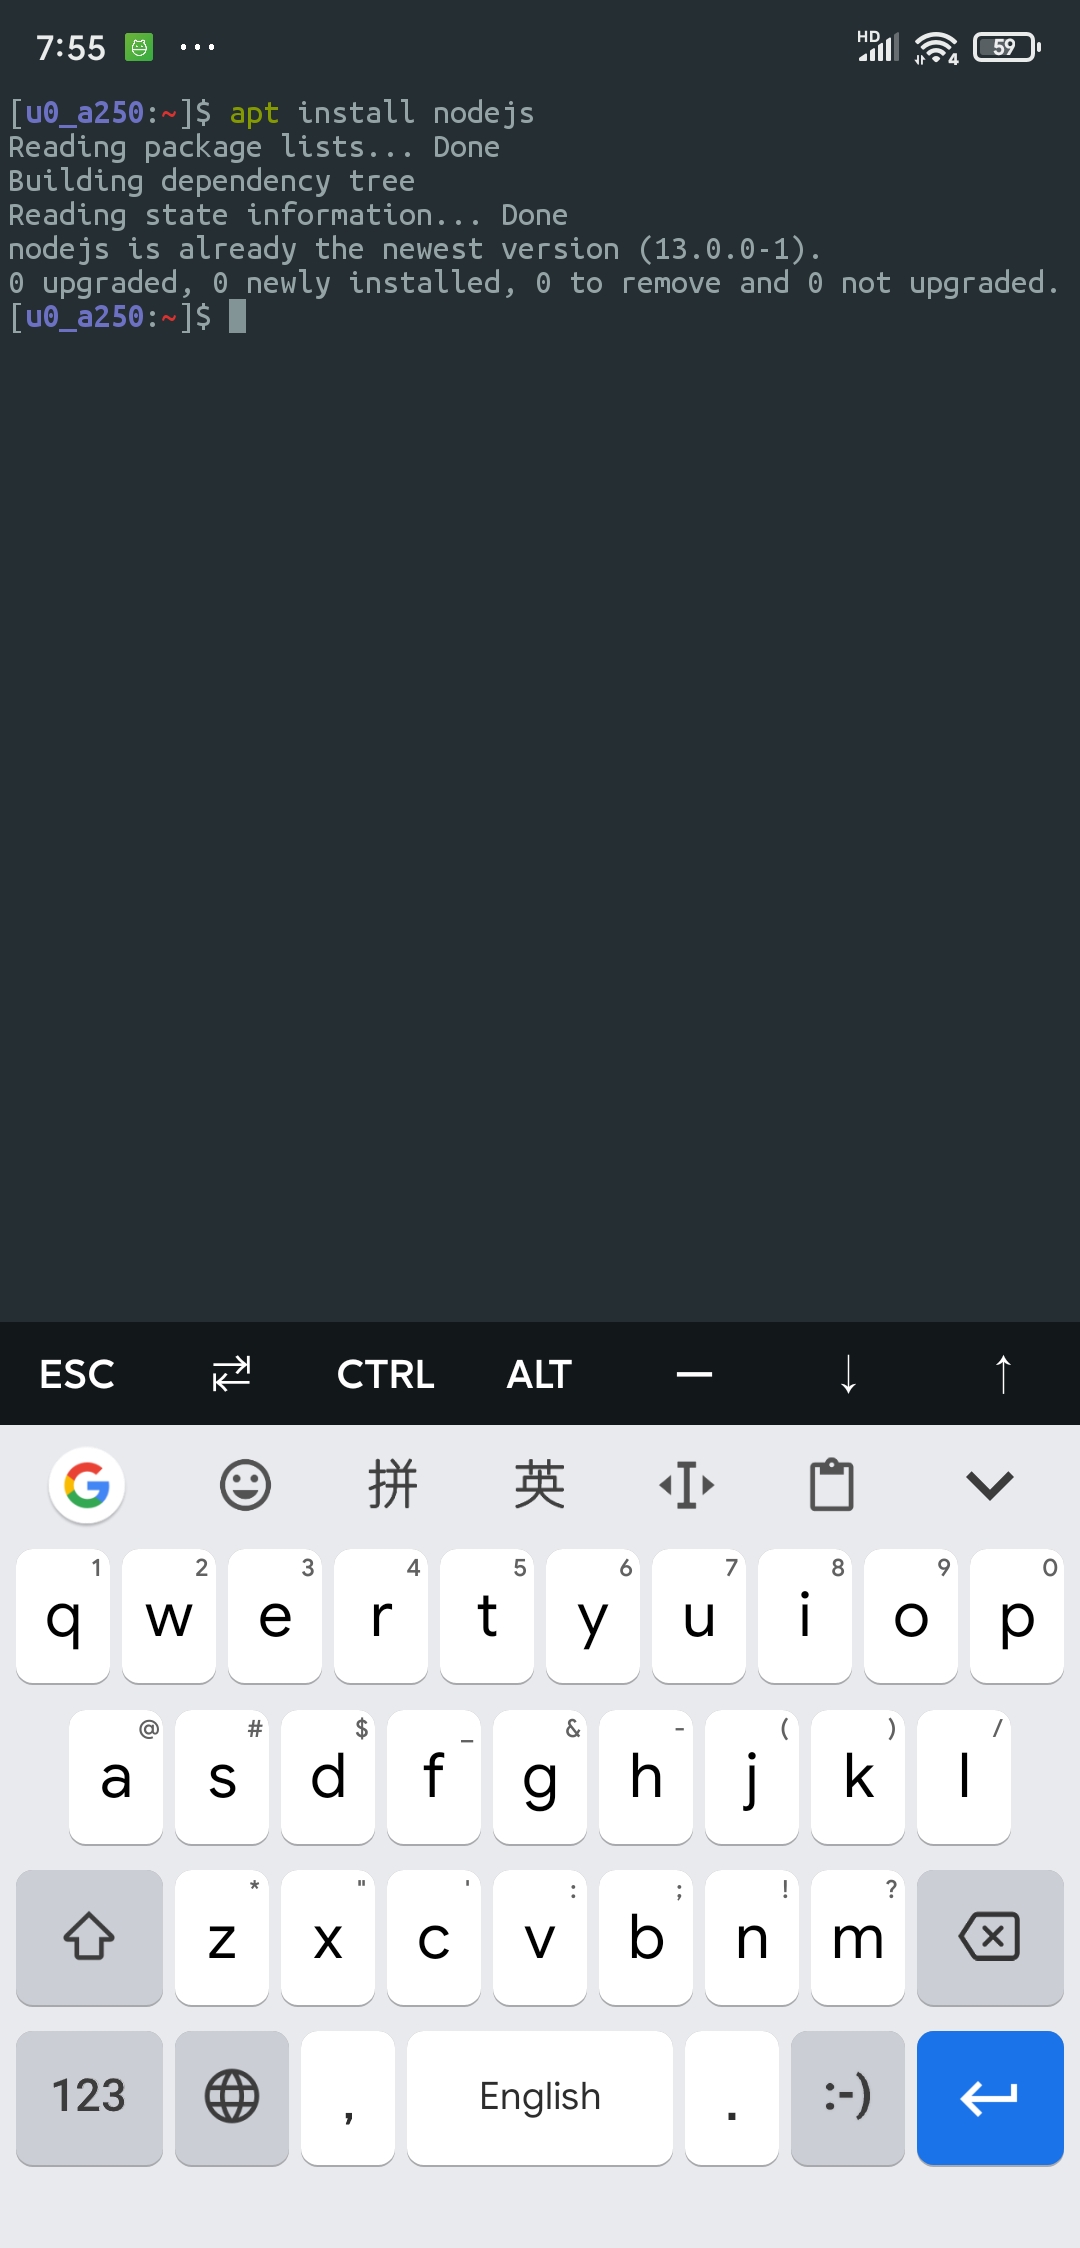 7:55 ... HD 4 59
[u0_a250:~]$ apt install nodejs
Reading package lists... Done
Building dependency tree
Reading state information... Done
nodejs is already the newest version (13.0.0-1).
0 upgraded, 0 newly installed, 0 to remove and 0 not upgraded.
[u0_a250:~]$
ESC CTRL ALT — ↓ ↑
G 拼 英
1 2 3 4 5 6 7 8 9 0
q w e r t y u i o p
@ # $ _ & - ( ) /
a s d f g h j k l
* " ' : ; ! ?
z x c v b n m
123 , English . :-)